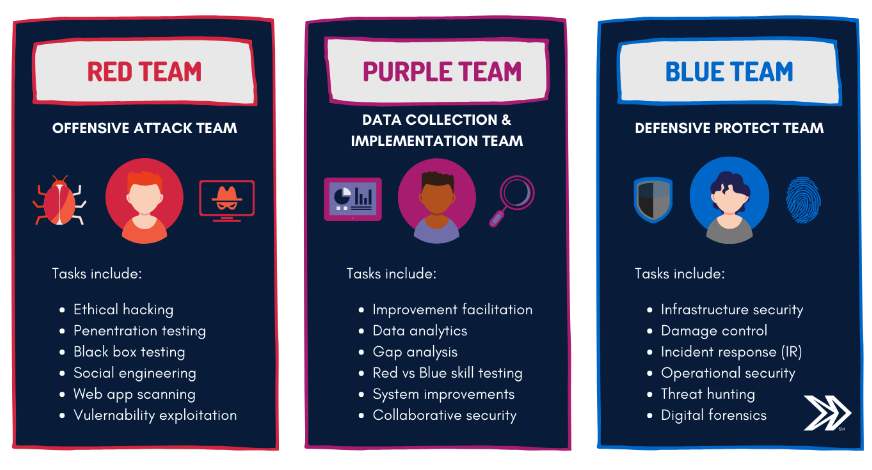 RED TEAM
OFFENSIVE ATTACK TEAM
Tasks include:
Ethical hacking
Penentration testing
Black box testing
Social engineering
Web app scanning
Vulernability exploitation
PURPLE TEAM
DATA COLLECTION &
IMPLEMENTATION TEAM
Tasks include:
Improvement facilitation
Data analytics
Gap analysis
Red vs Blue skill testing
System improvements
Collaborative security
BLUE TEAM
DEFENSIVE PROTECT TEAM
Tasks include:
Infrastructure security
Damage control
Incident response (IR)
Operational security
Threat hunting
Digital forensics
SM